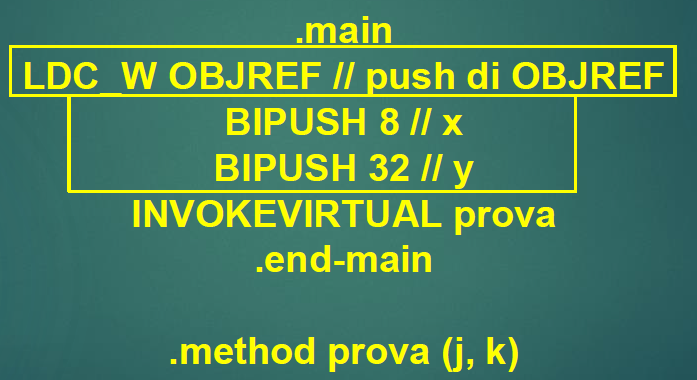 .main
LDC_W OBJREF // push di OBJREF
BIPUSH 8 // x
BIPUSH 32 // y
INVOKEVIRTUAL prova
.end-main
.method prova (j, k)